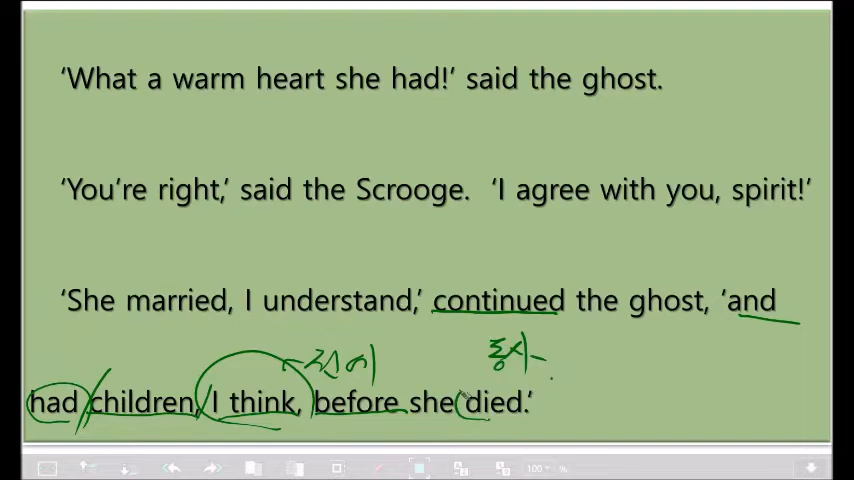 ‘What a warm heart she had!’ said the ghost.
‘You’re right,’ said the Scrooge. ‘I agree with you, spirit!’
‘She married, I understand,’ continued the ghost, ‘and
~전에 동사~
had children, I think, before she died.’
100 %